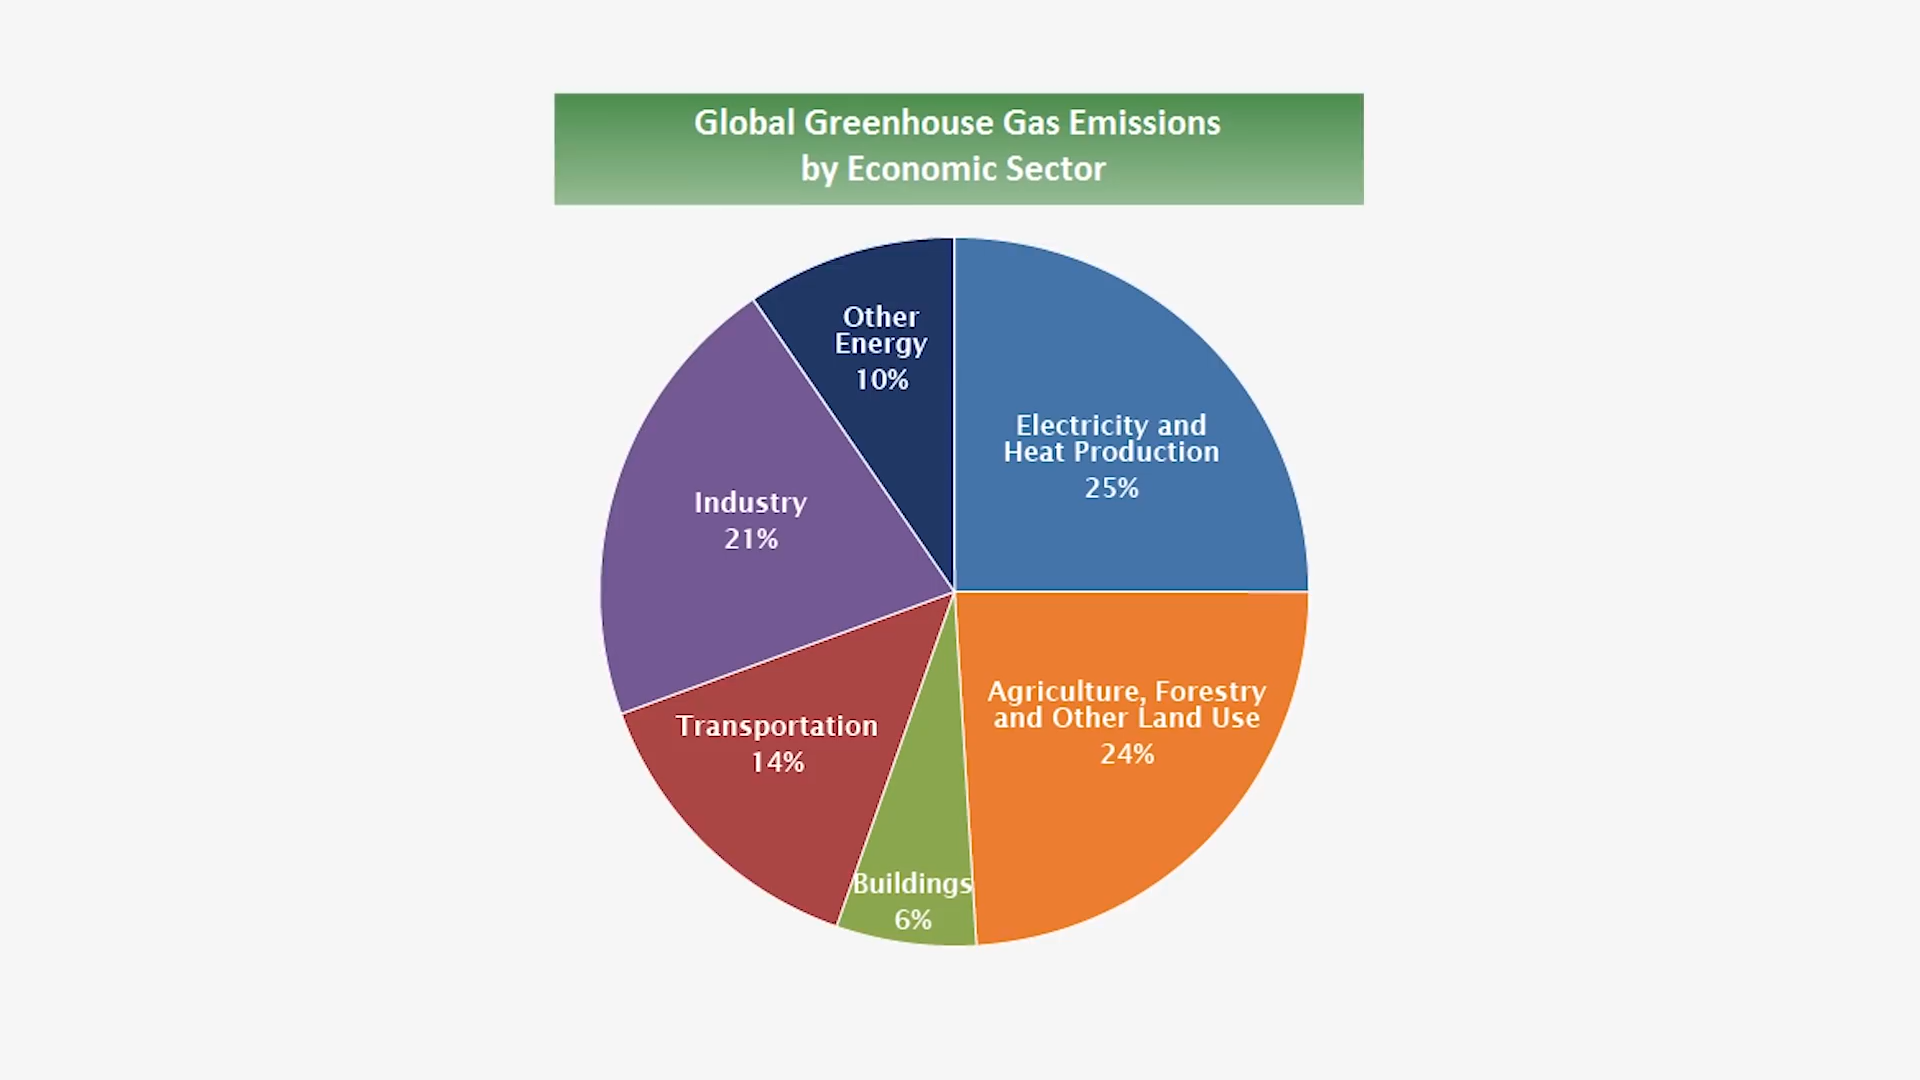 Global Greenhouse Gas Emissions
by Economic Sector
Other
Energy
10%
Electricity and
Heat Production
25%
Industry
21%
Agriculture, Forestry
and Other Land Use
24%
Transportation
14%
Buildings
6%